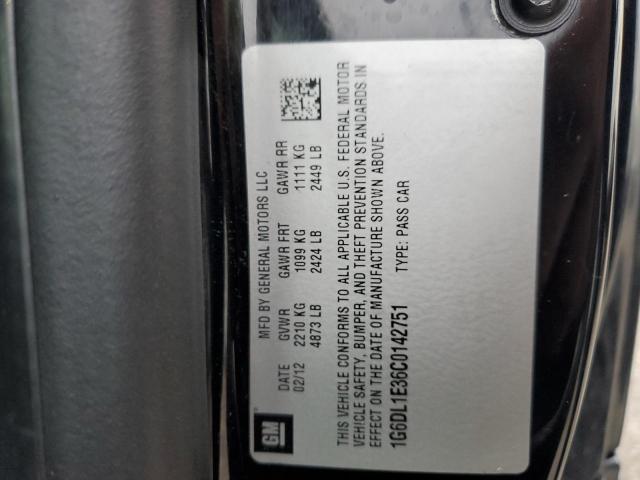 MFD BY GENERAL MOTORS LLC
DATE GVWR GAWR FRT GAWR RR
02/12 2210 KG 1099 KG 1111 KG
4873 LB 2424 LB 2449 LB
GM
THIS VEHICLE CONFORMS TO ALL APPLICABLE U.S. FEDERAL MOTOR
VEHICLE SAFETY, BUMPER, AND THEFT PREVENTION STANDARDS IN
EFFECT ON THE DATE OF MANUFACTURE SHOWN ABOVE.
1G6DL1E36C0142751 TYPE: PASS CAR